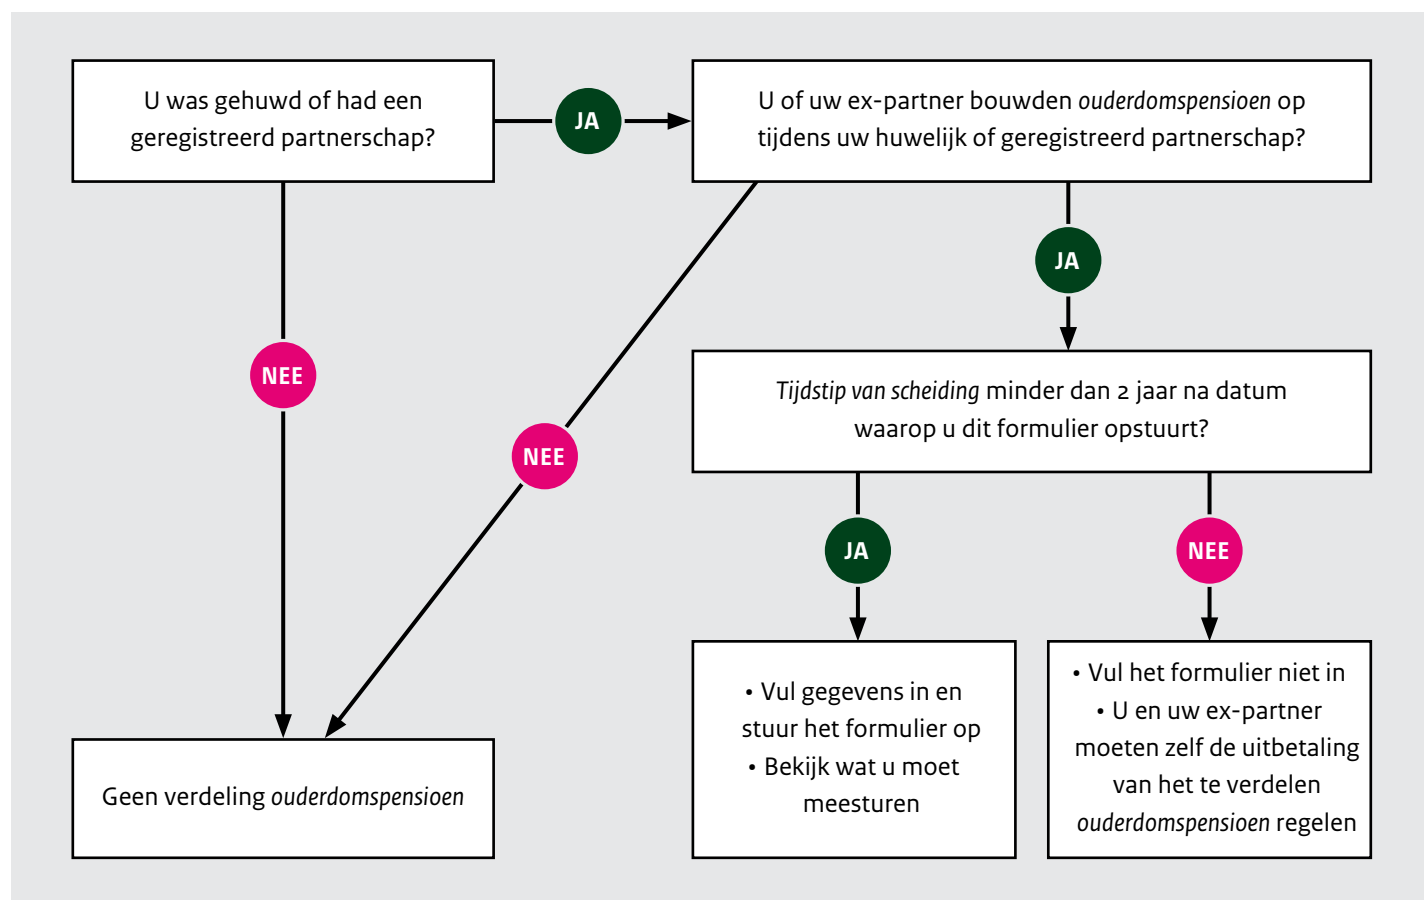 U was gehuwd of had een
geregistreerd partnerschap?
JA
U of uw ex-partner bouwden ouderdomspensioen op
tijdens uw huwelijk of geregistreerd partnerschap?
JA
NEE
Tijdstip van scheiding minder dan 2 jaar na datum
waarop u dit formulier opstuurt?
NEE
JA
NEE
• Vul gegevens in en
stuur het formulier op
• Bekijk wat u moet
meesturen
• Vul het formulier niet in
• U en uw ex-partner
moeten zelf de uitbetaling
van het te verdelen
ouderdomspensioen regelen
Geen verdeling ouderdomspensioen